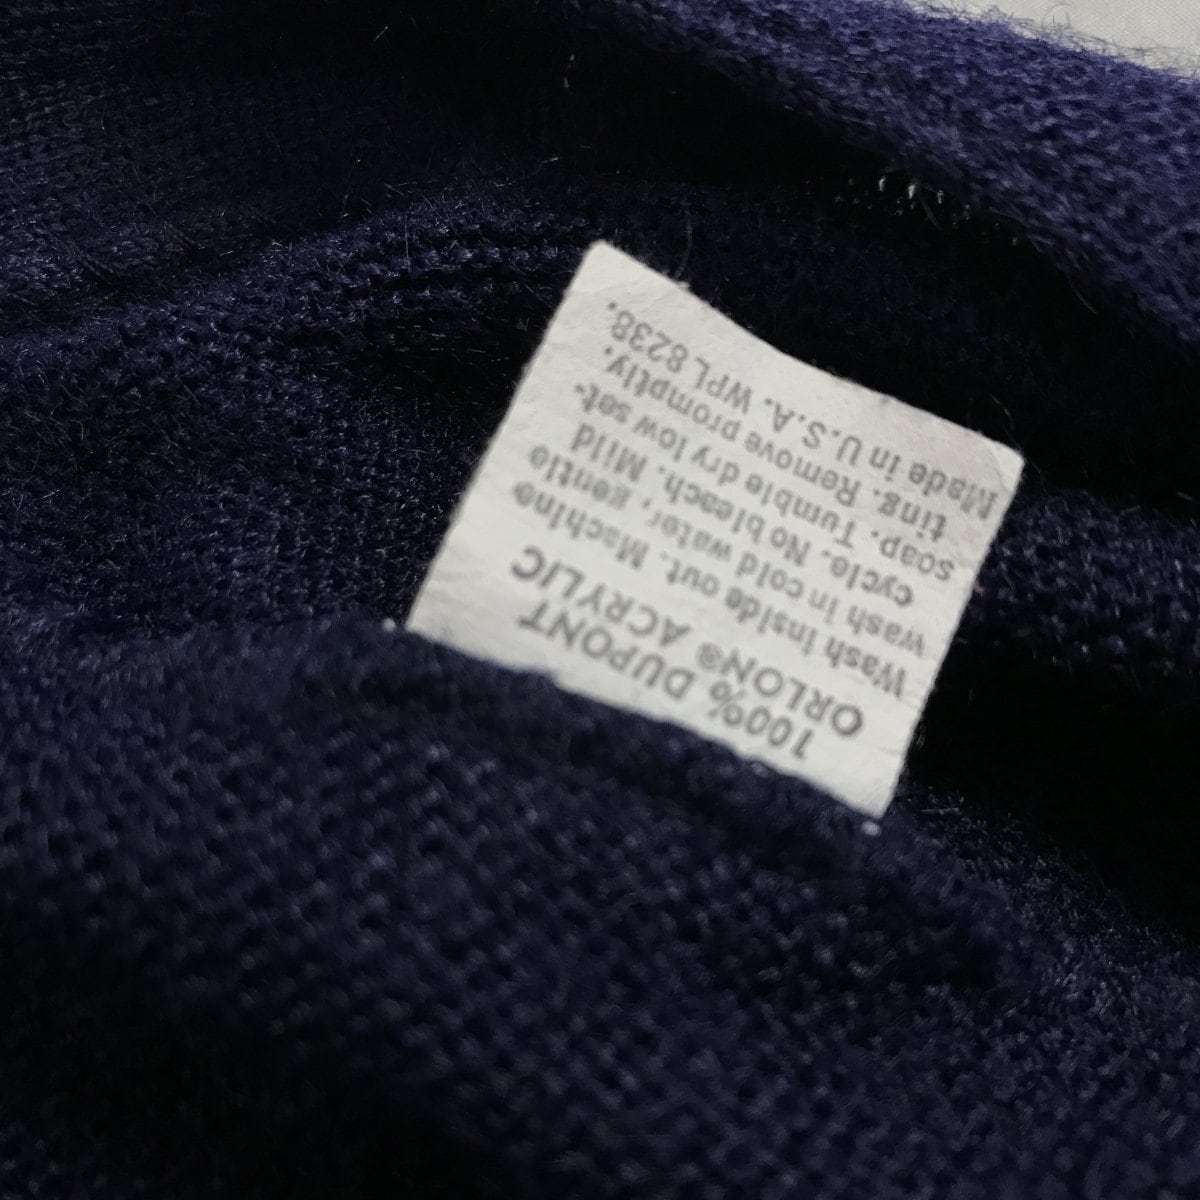 100% DUPONT
ORLON® ACRYLIC
Wash inside out. Machine
wash in cold water, gentle
cycle. No bleach. Mild
soap. Tumble dry low set-
ting. Remove promptly.
Made in U.S.A. WPL 8238.